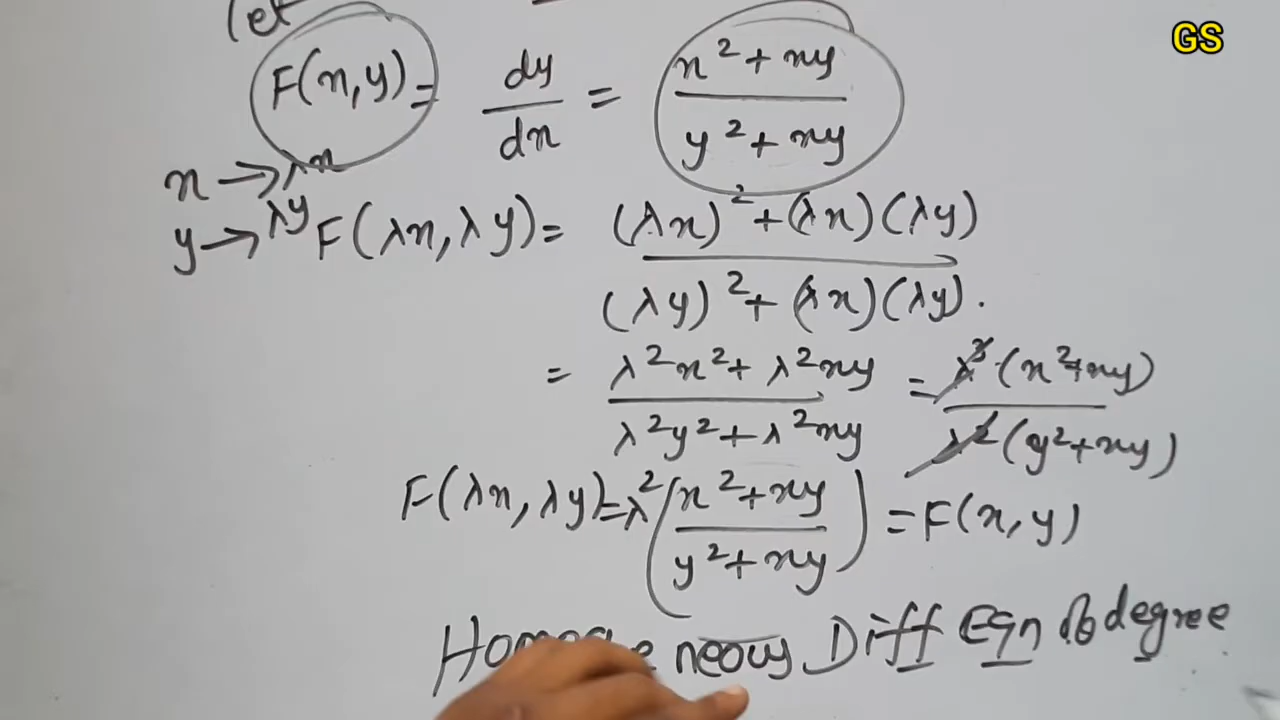 GS
Let
F(x,y) = dy/dx = (x² + xy)/(y² + xy)
x → λx
y → λy F(λx, λy) = ((λx)² + (λx)(λy))/((λy)² + (λx)(λy)).
= (λ²x² + λ²xy)/(λ²y² + λ²xy) = (λ²(x²+xy))/(λ²(y²+xy))
F(λx, λy) = λ²((x² + xy)/(y² + xy)) = F(x, y)
neous Diff Eqn of degree